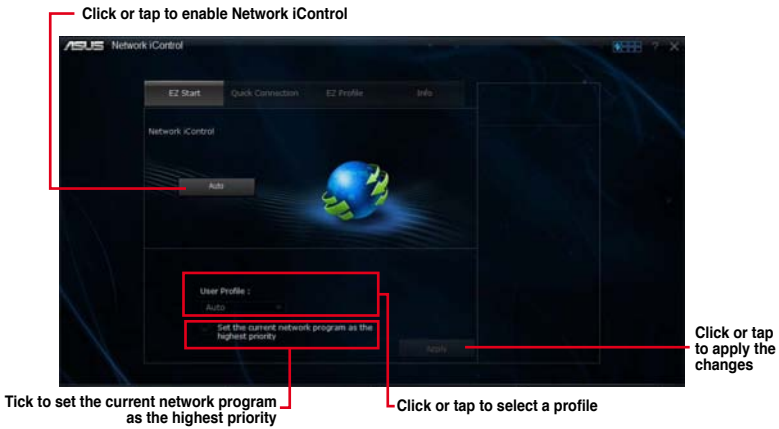 Click or tap to enable Network iControl
ASUS Network iControl
? X
EZ Start Quick Connection EZ Profile Info
Network iControl
Auto
User Profile :
Auto
Set the current network program as the
highest priority
Apply
Click or tap
to apply the
changes
Tick to set the current network program
as the highest priority
Click or tap to select a profile